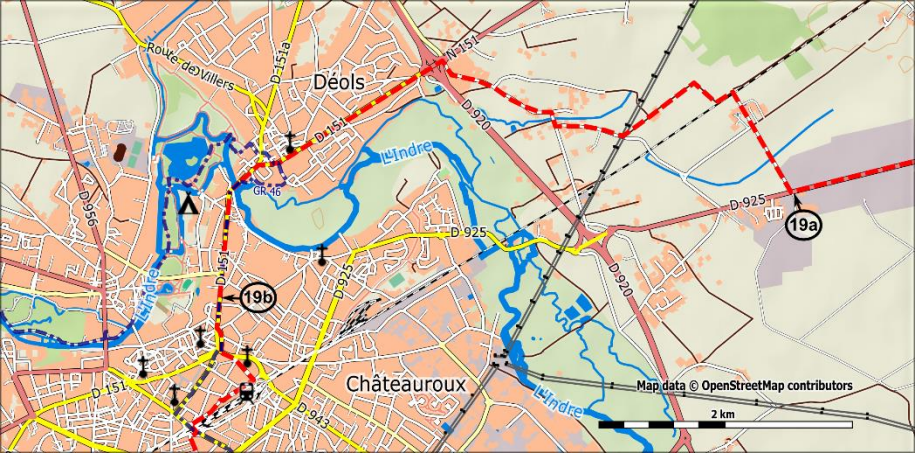 N 151
D 151a
Route de Villers
Déols
D 151
D 920
L'Indre
GR 46
D 956
D 925
19a
D 925
D 151
D 925
D 920
L'Indre
19b
Châteauroux
Map data © OpenStreetMap contributors
D 151
D 943
L'Indre
2 km